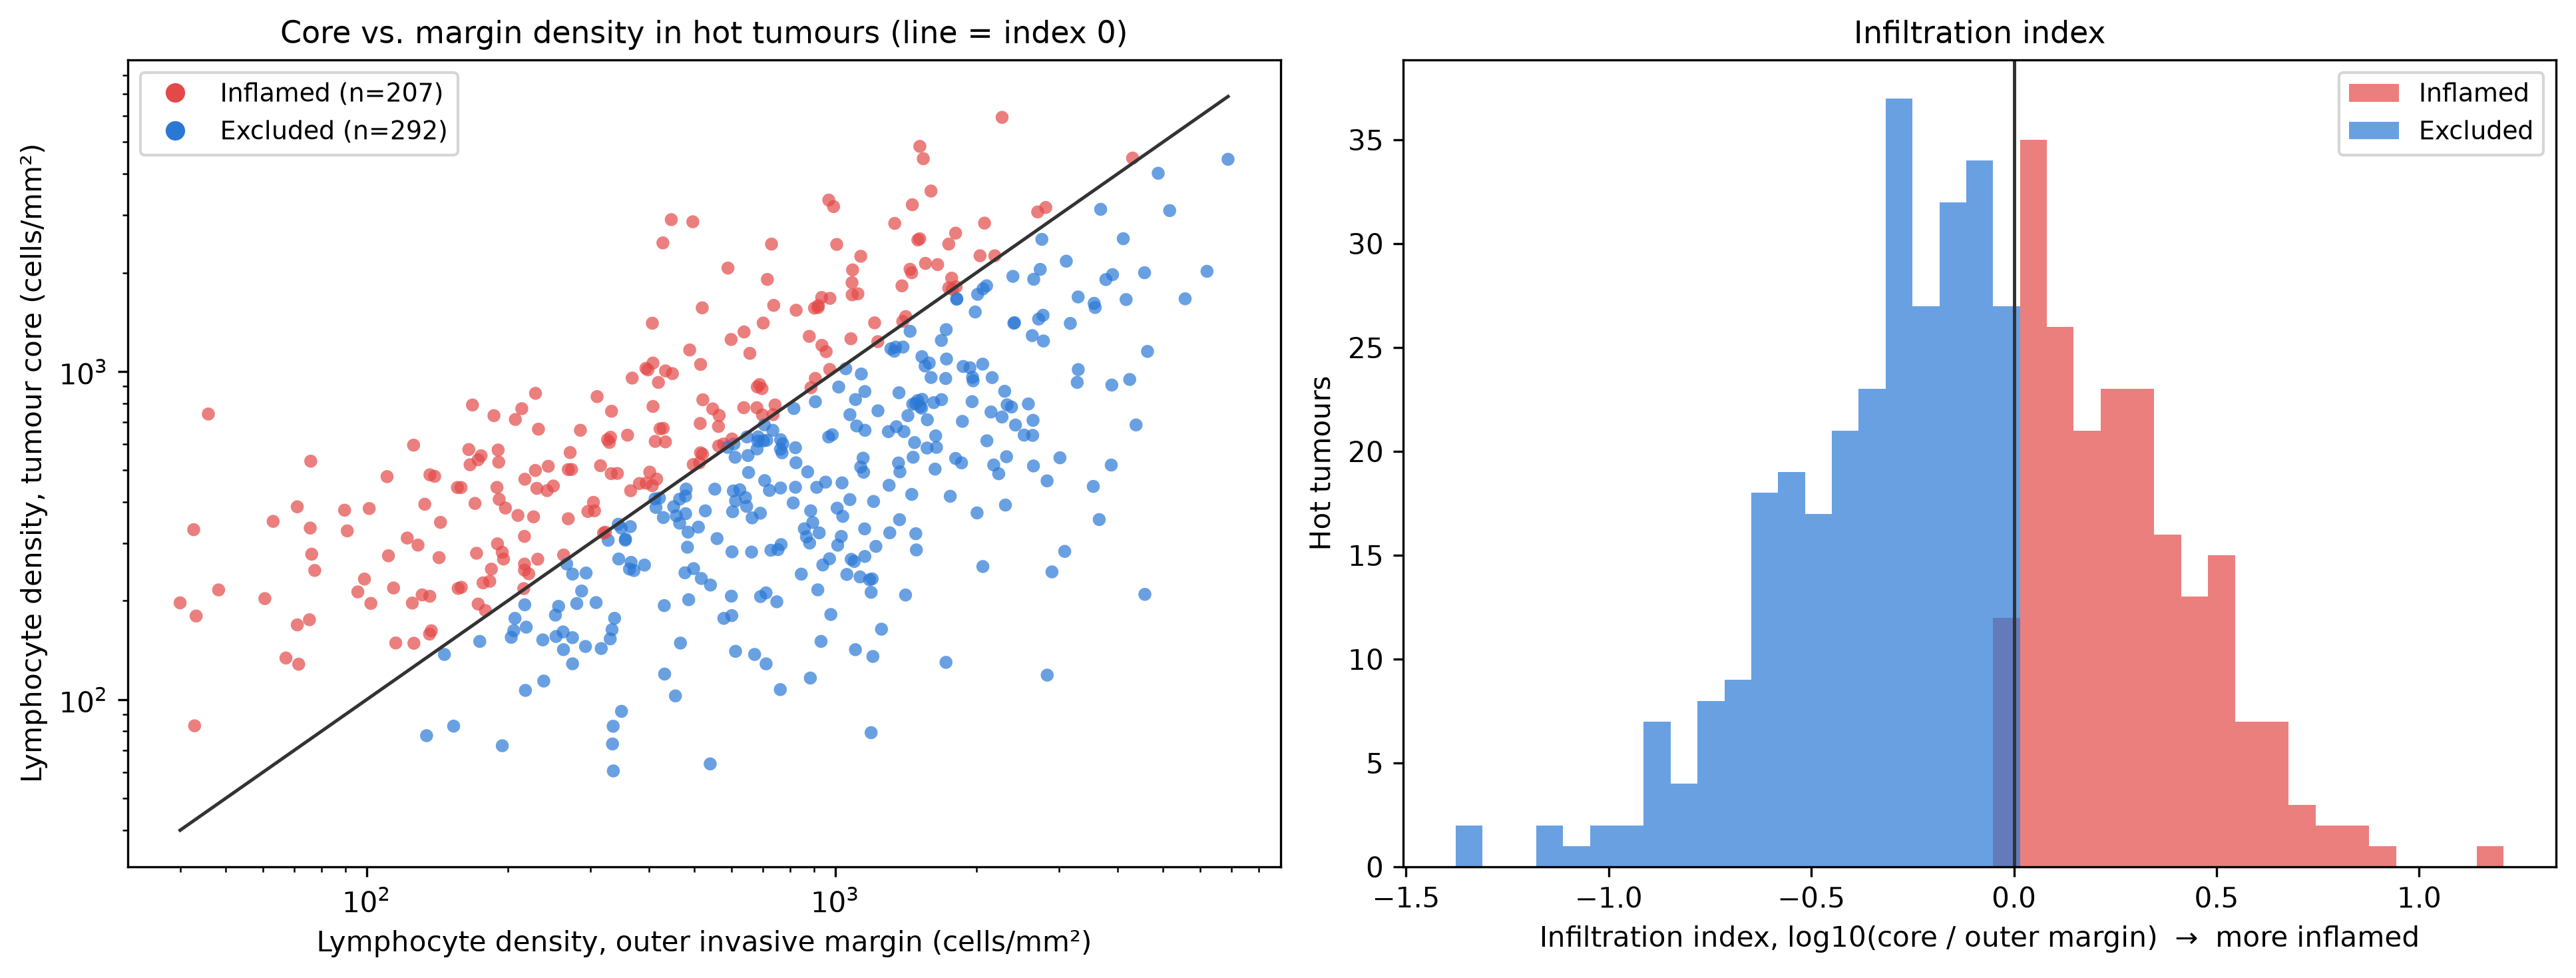 Core vs. margin density in hot tumours (line = index 0)
Inflamed (n=207)
Excluded (n=292)
Lymphocyte density, tumour core (cells/mm²)
10³
10²
10²
10³
Lymphocyte density, outer invasive margin (cells/mm²)
Infiltration index
Inflamed
Excluded
Hot tumours
35
30
25
20
15
10
5
0
−1.5
−1.0
−0.5
0.0
0.5
1.0
Infiltration index, log10(core / outer margin) → more inflamed